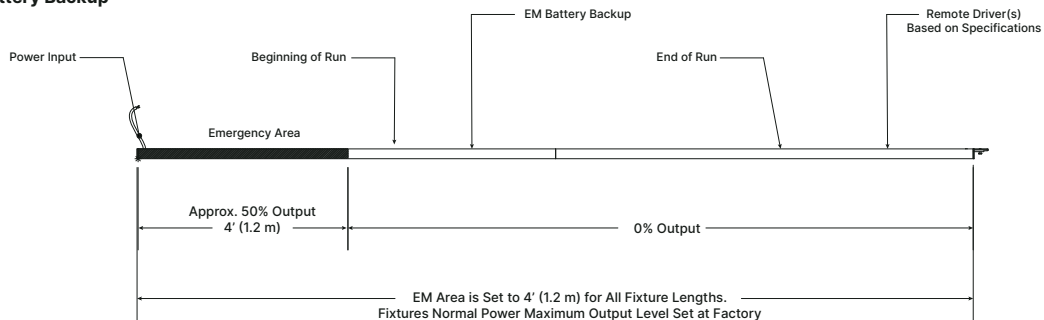 ttery Backup
EM Battery Backup
Remote Driver(s)
Based on Specifications
Power Input
Beginning of Run
End of Run
Emergency Area
Approx. 50% Output
4’ (1.2 m)
0% Output
EM Area is Set to 4’ (1.2 m) for All Fixture Lengths.
Fixtures Normal Power Maximum Output Level Set at Factory